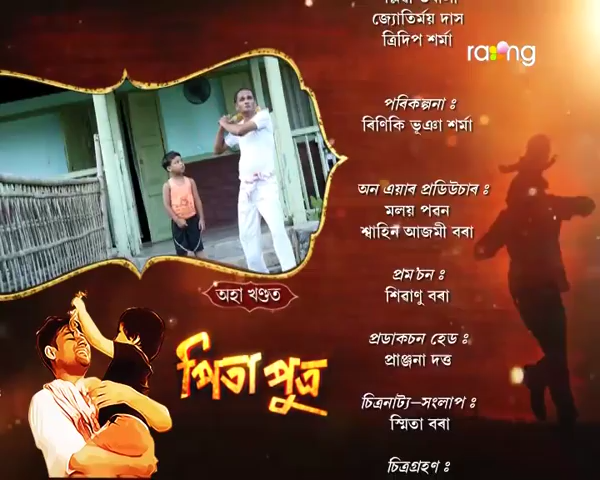 জ্যোতিৰ্ময় দাস
ত্ৰিদিপ শৰ্মা
rang
পৰিকল্পনা ঃ
ৰিণিকি ভূঞা শৰ্মা
অন এয়াৰ প্ৰডিউচাৰ ঃ
মলয় পৱন
শ্বাহিন আজমী বৰা
প্ৰম'চন ঃ
শিৱাণু বৰা
অহা খণ্ডত
পিতা পুত্ৰ
প্ৰডাকচন হেড ঃ
প্ৰাঞ্জনা দত্ত
চিত্ৰনাট্য–সংলাপ ঃ
স্মিতা বৰা
চিত্ৰগ্ৰহণ ঃ